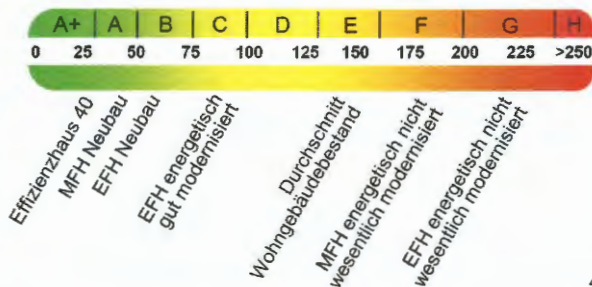 A+ A B C D E F G H
0 25 50 75 100 125 150 175 200 225 >250
Effizienzhaus 40
MFH Neubau
EFH Neubau
EFH energetisch
gut modernisiert
Durchschnitt
Wohngebäudebestand
MFH energetisch nicht
wesentlich modernisiert
EFH energetisch nicht
wesentlich modernisiert